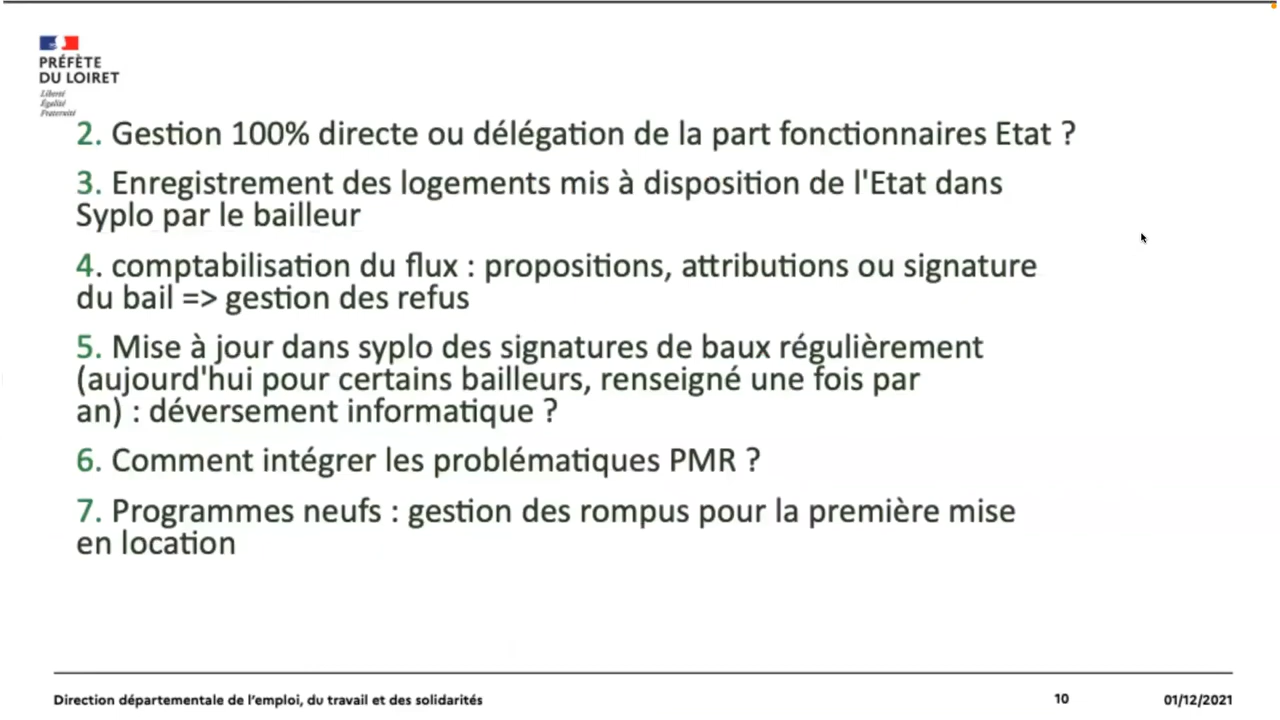 PRÉFÈTE
DU LOIRET
Liberté
Égalité
Fraternité
2. Gestion 100% directe ou délégation de la part fonctionnaires Etat ?
3. Enregistrement des logements mis à disposition de l'Etat dans
Syplo par le bailleur
4. comptabilisation du flux : propositions, attributions ou signature
du bail => gestion des refus
5. Mise à jour dans syplo des signatures de baux régulièrement
(aujourd'hui pour certains bailleurs, renseigné une fois par
an) : déversement informatique ?
6. Comment intégrer les problématiques PMR ?
7. Programmes neufs : gestion des rompus pour la première mise
en location
Direction départementale de l'emploi, du travail et des solidarités
10
01/12/2021